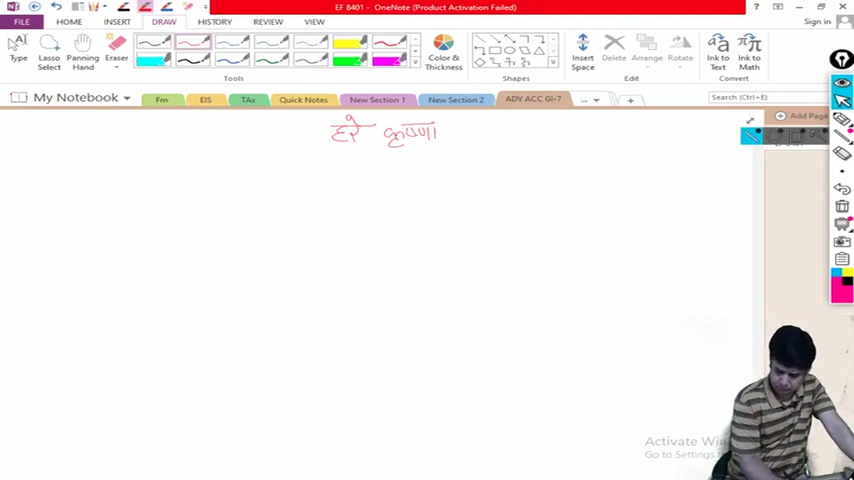 EF 8401 - OneNote (Product Activation Failed)
FILE HOME INSERT DRAW HISTORY REVIEW VIEW Sign in
Type Lasso Select Panning Hand Eraser Color & Thickness Insert Space Delete Arrange Rotate Ink to Text Ink to Math
Tools Shapes Edit Convert
My Notebook Fm EIS TAx Quick Notes New Section 1 New Section 2 ADV ACC GI-7 ... + Search (Ctrl+E)
Add Page
हरे कृष्णा
Activate Win
Go to Settings